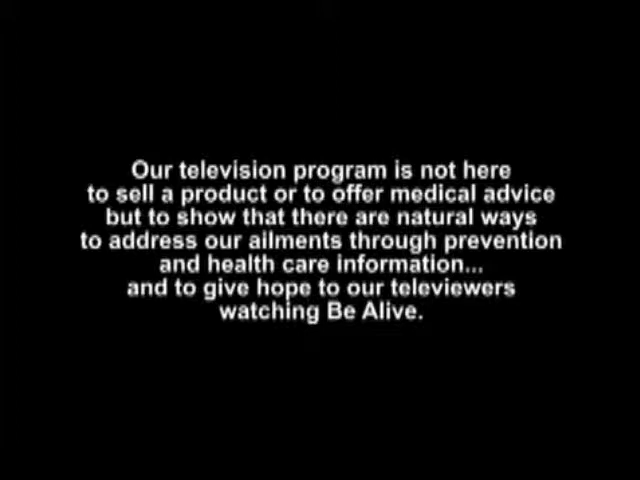 Our television program is not here
to sell a product or to offer medical advice
but to show that there are natural ways
to address our ailments through prevention
and health care information...
and to give hope to our televiewers
watching Be Alive.